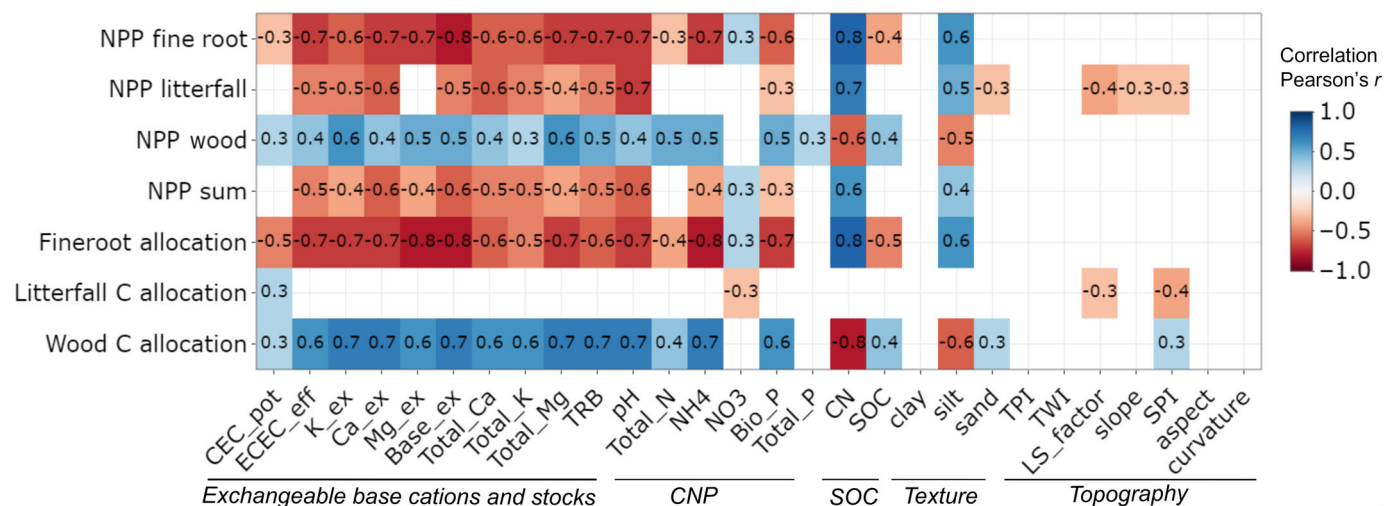 NPP fine root -0.3 -0.7 -0.6 -0.7 -0.7 -0.8 -0.6 -0.6 -0.7 -0.7 -0.7 -0.3 -0.7 0.3 -0.6 0.8 -0.4 0.6
NPP litterfall -0.5 -0.5 -0.6 -0.5 -0.6 -0.5 -0.4 -0.5 -0.7 -0.3 0.7 0.5 -0.3 -0.4 -0.3 -0.3
NPP wood 0.3 0.4 0.6 0.4 0.5 0.5 0.4 0.3 0.6 0.5 0.4 0.5 0.5 0.5 0.3 -0.6 0.4 -0.5
NPP sum -0.5 -0.4 -0.6 -0.4 -0.6 -0.5 -0.5 -0.4 -0.5 -0.6 -0.4 0.3 -0.3 0.6 0.4
Fineroot allocation -0.5 -0.7 -0.7 -0.7 -0.8 -0.8 -0.6 -0.5 -0.7 -0.6 -0.7 -0.4 -0.8 0.3 -0.7 0.8 -0.5 0.6
Litterfall C allocation 0.3 -0.3 -0.3 -0.4
Wood C allocation 0.3 0.6 0.7 0.7 0.6 0.7 0.6 0.6 0.7 0.7 0.7 0.4 0.7 0.6 -0.8 0.4 -0.6 0.3 0.3
CEC_pot ECEC_eff K_ex Ca_ex Mg_ex Base_ex Total_Ca Total_K Total_Mg TRB pH Total_N NH4 NO3 Bio_P Total_P CN SOC clay silt sand TPI TWI LS_factor slope SPI aspect curvature
Exchangeable base cations and stocks CNP SOC Texture Topography
Correlation
Pearson's r
1.0
0.5
0.0
−0.5
−1.0